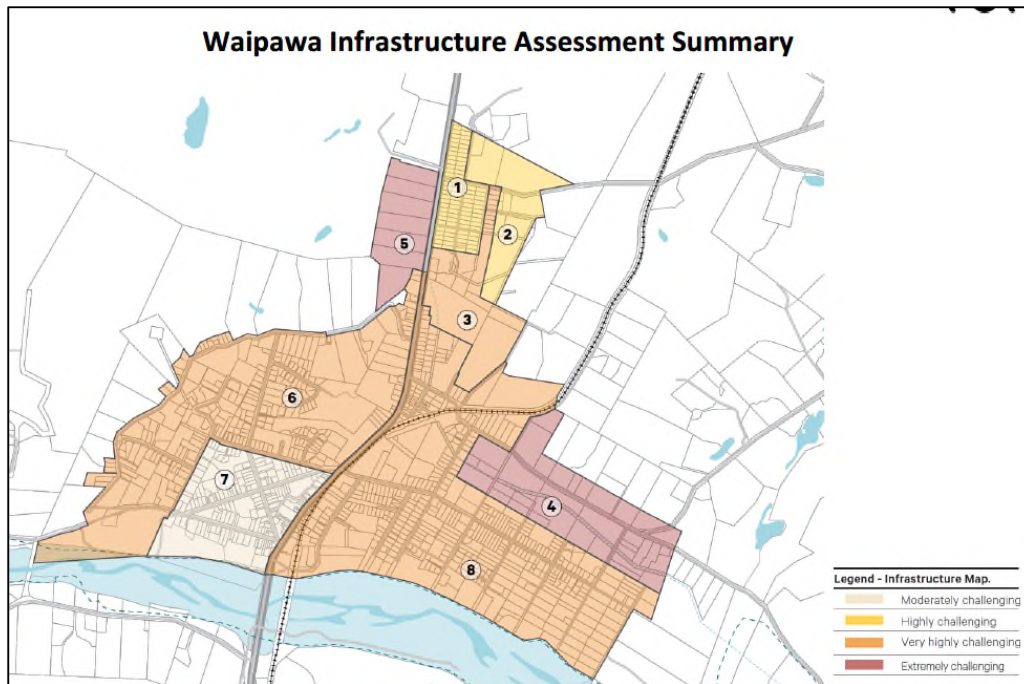 Waipawa Infrastructure Assessment Summary
1
2
5
3
6
7
4
8
Legend - Infrastructure Map.
Moderately challenging
Highly challenging
Very highly challenging
Extremely challenging